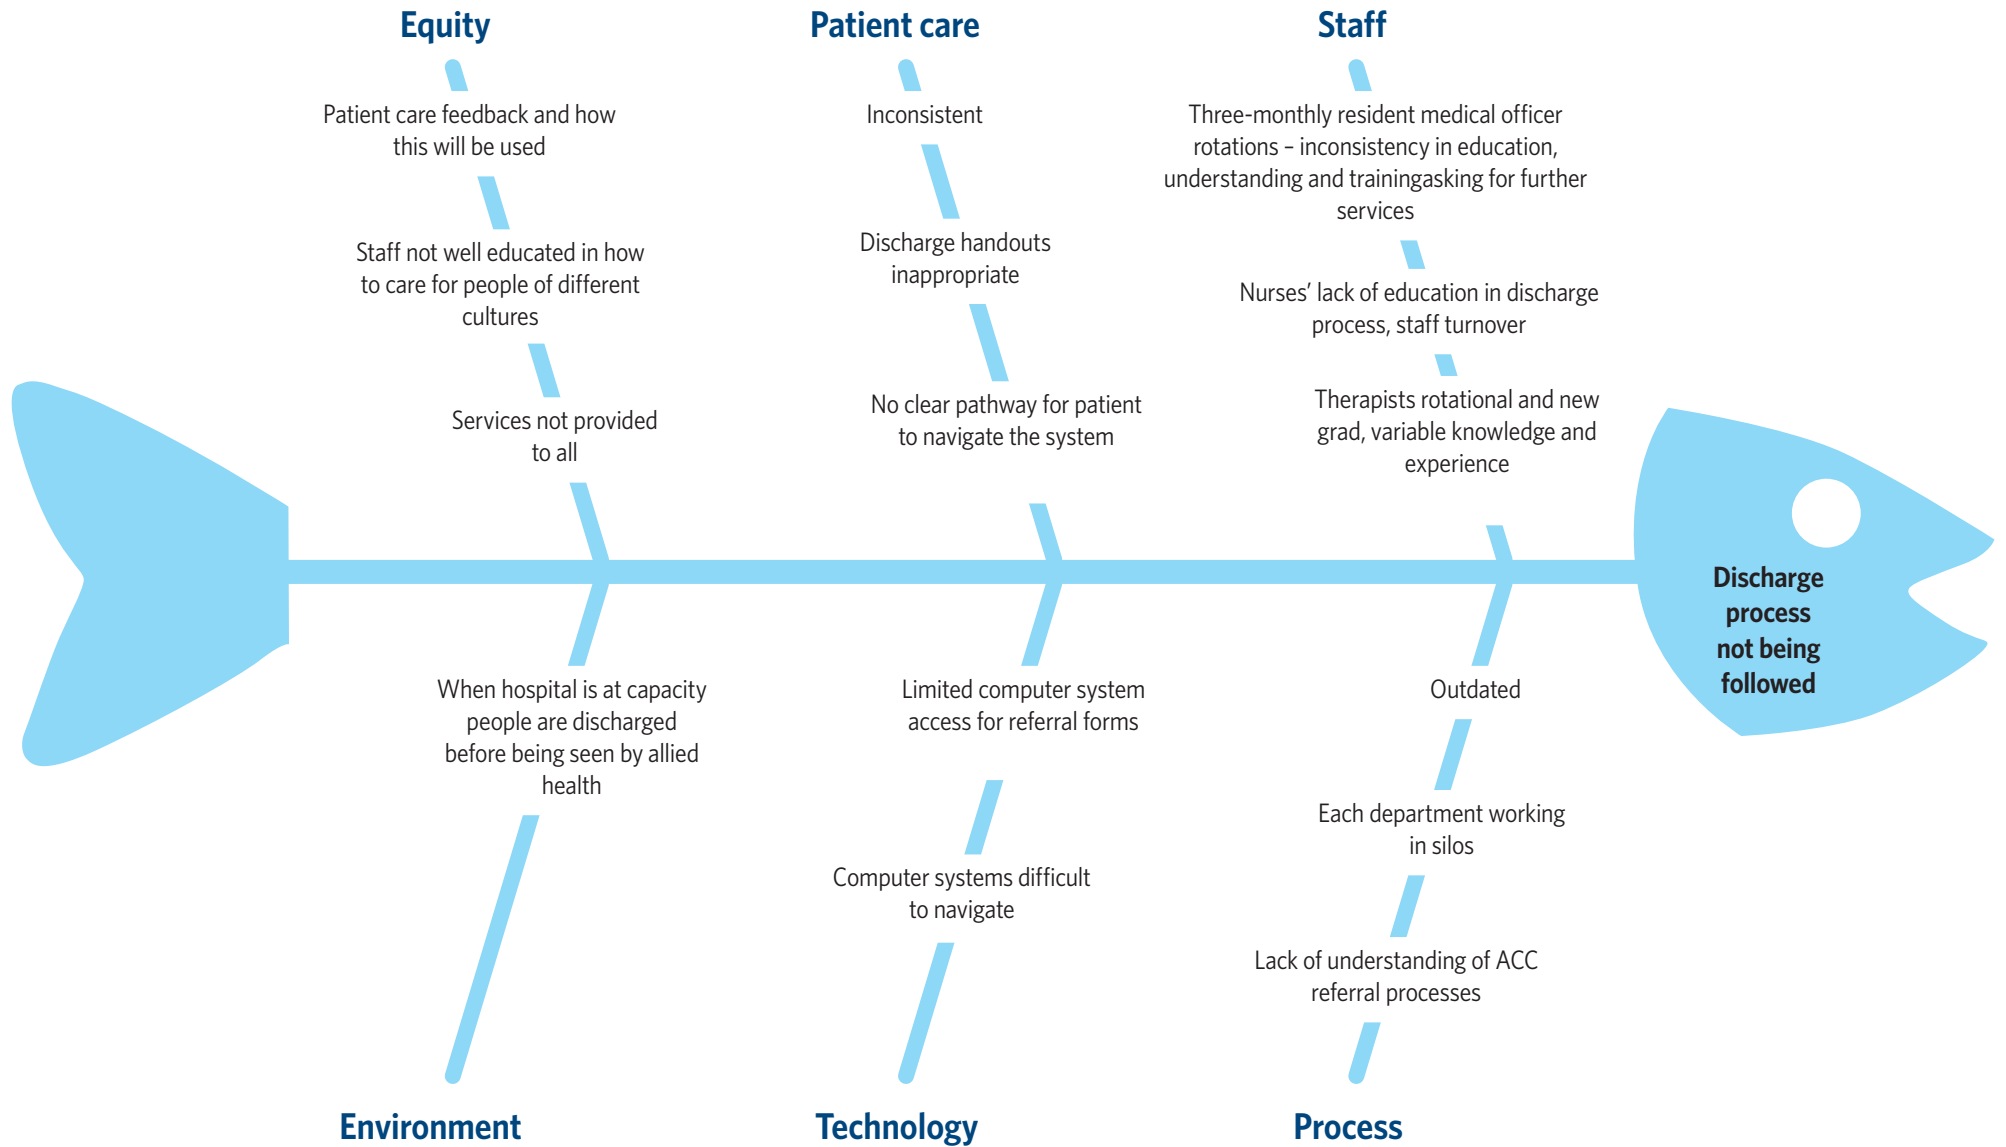 Equity
Patient care feedback and how
this will be used
Staff not well educated in how
to care for people of different
cultures
Services not provided
to all
Patient care
Inconsistent
Discharge handouts
inappropriate
No clear pathway for patient
to navigate the system
Staff
Three-monthly resident medical officer
rotations – inconsistency in education,
understanding and trainingasking for further
services
Nurses’ lack of education in discharge
process, staff turnover
Therapists rotational and new
grad, variable knowledge and
experience
Discharge
process
not being
followed
When hospital is at capacity
people are discharged
before being seen by allied
health
Environment
Limited computer system
access for referral forms
Computer systems difficult
to navigate
Technology
Outdated
Each department working
in silos
Lack of understanding of ACC
referral processes
Process